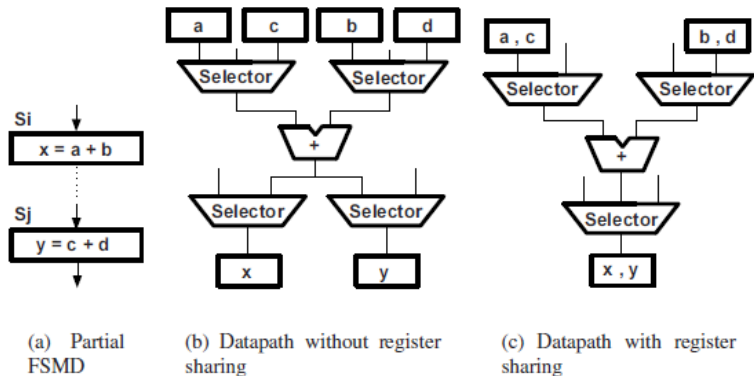 Si
x = a + b
Sj
y = c + d
(a) Partial
FSMD
a c b d
Selector Selector
+
Selector Selector
x y
(b) Datapath without register
sharing
a , c b , d
Selector Selector
+
Selector
x , y
(c) Datapath with register
sharing